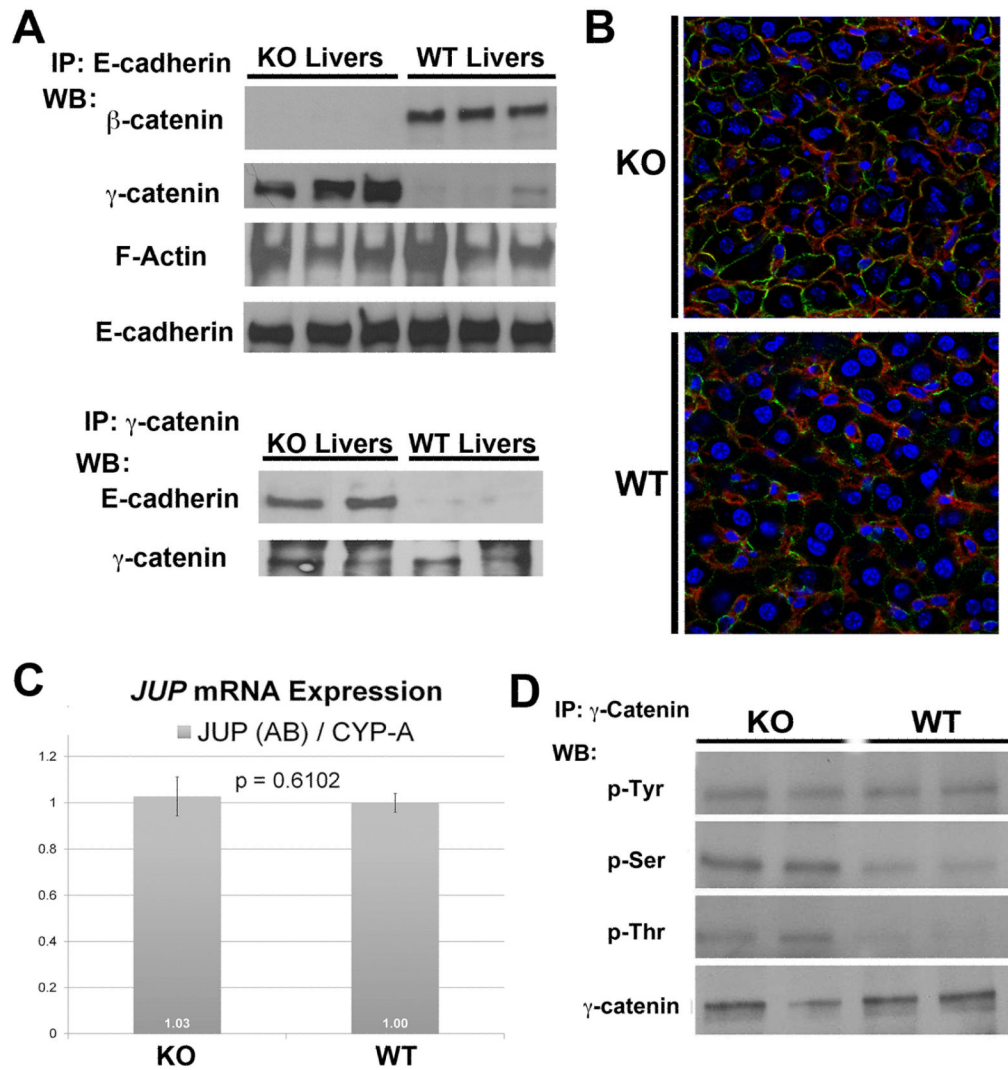 A
IP: E-cadherin
KO Livers WT Livers
WB:
β-catenin
γ-catenin
F-Actin
E-cadherin
IP: γ-catenin
KO Livers WT Livers
WB:
E-cadherin
γ-catenin
B
KO
WT
C
JUP mRNA Expression
JUP (AB) / CYP-A
p = 0.6102
1.2
1
0.8
0.6
0.4
0.2
0
1.03
1.00
KO
WT
D
IP: γ-Catenin
KO WT
WB:
p-Tyr
p-Ser
p-Thr
γ-catenin